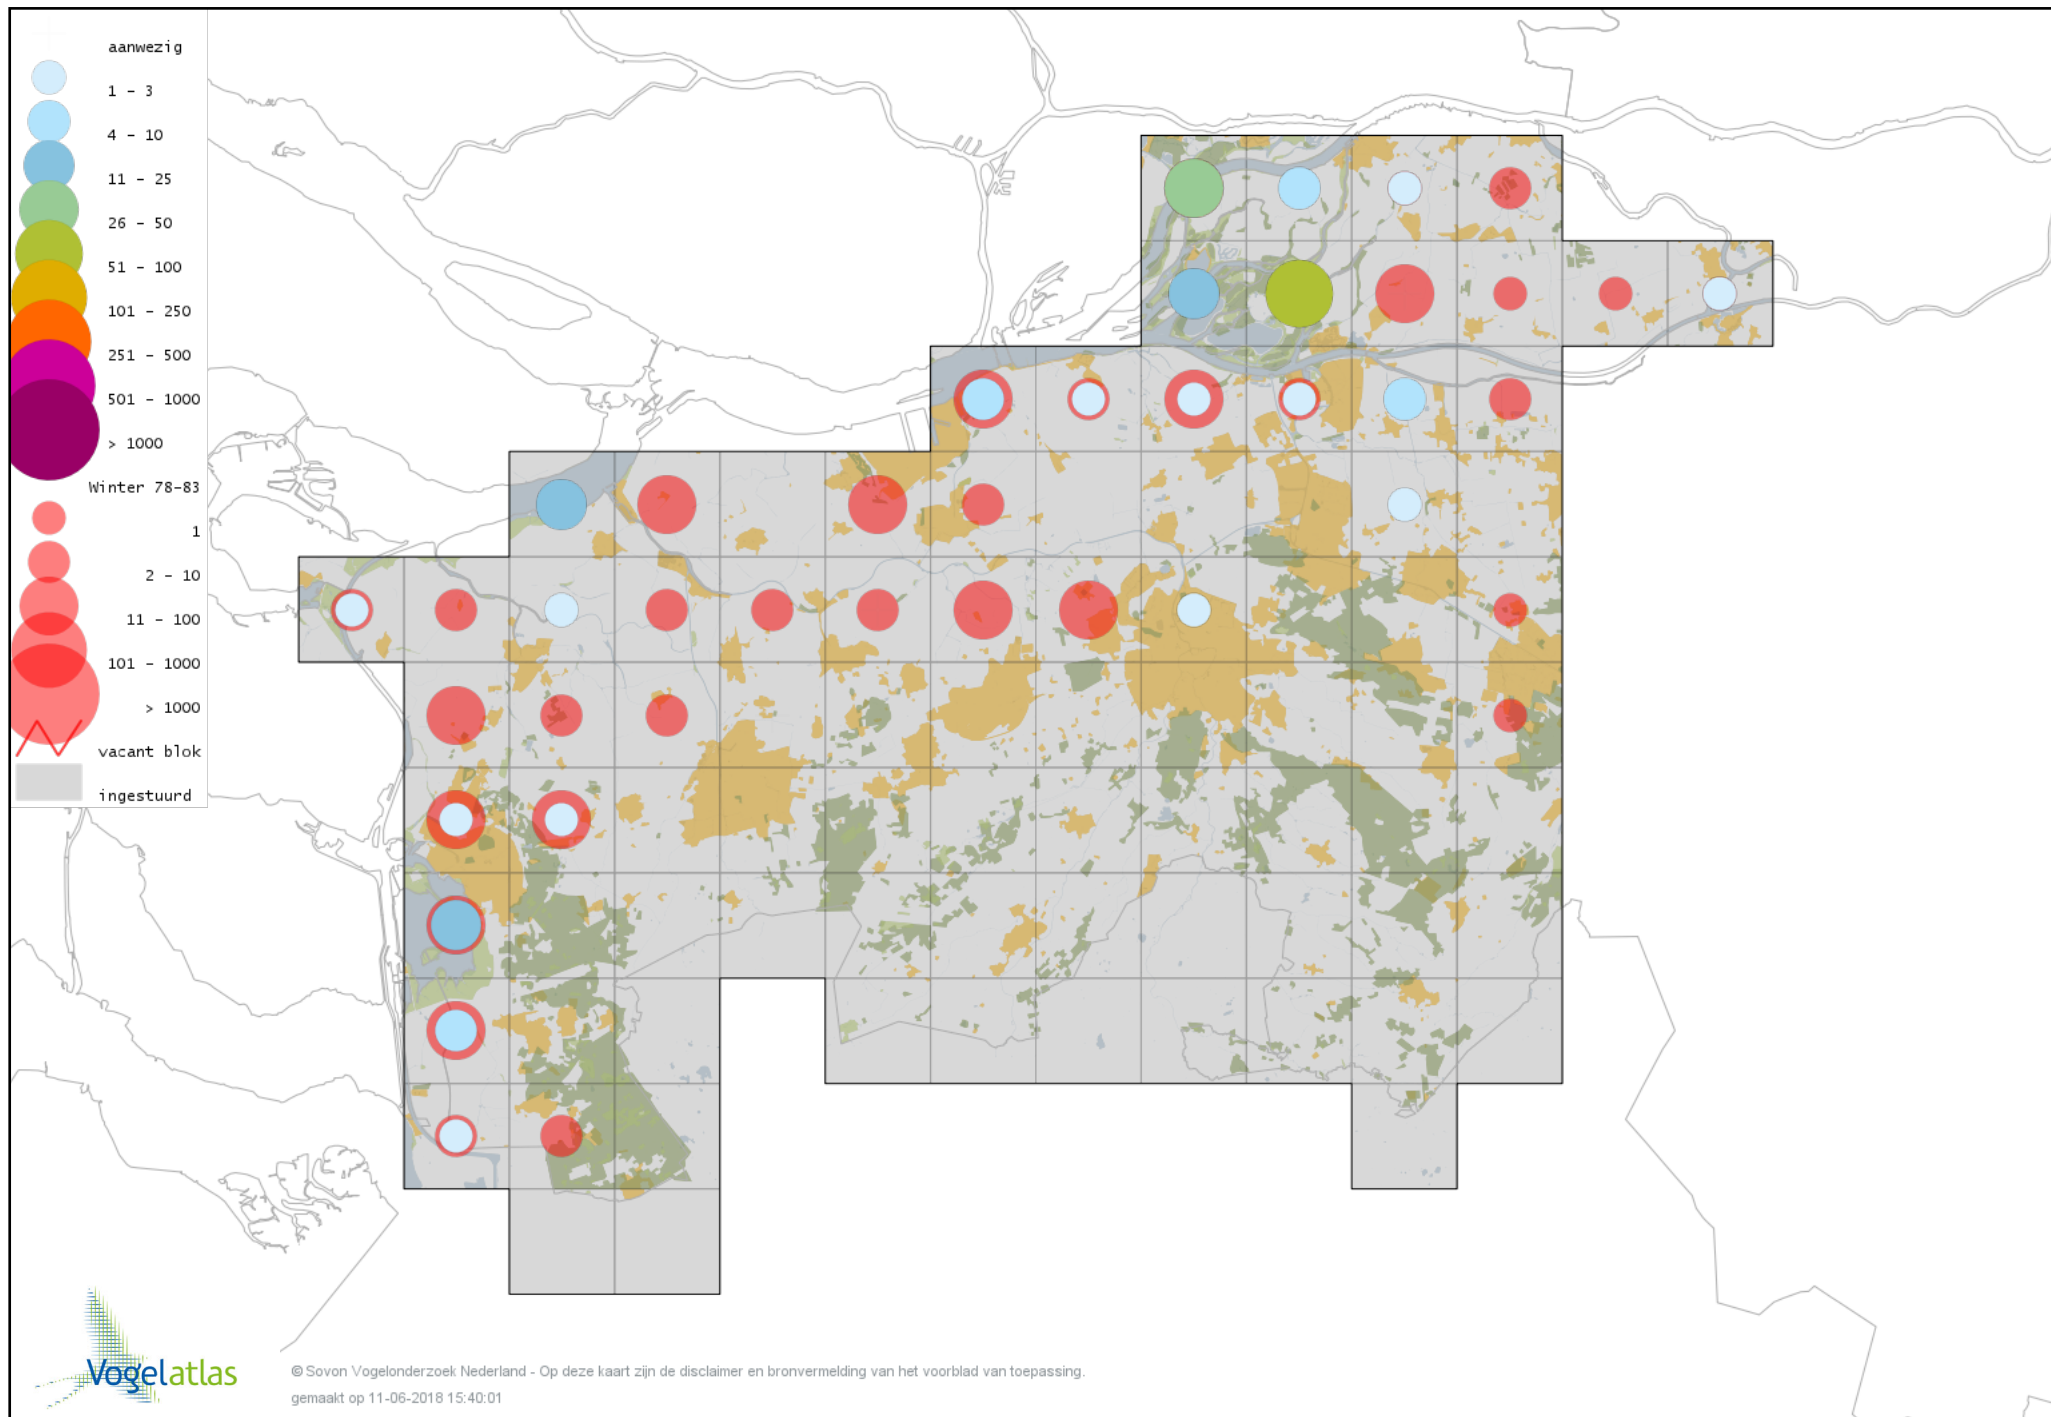 aanwezig
1 - 3
4 - 10
11 - 25
26 - 50
51 - 100
101 - 250
251 - 500
501 - 1000
> 1000
Winter 78-83
1
2 - 10
11 - 100
101 - 1000
> 1000
vacant blok
ingestuurd
Vogelatlas
© Sovon Vogelonderzoek Nederland - Op deze kaart zijn de disclaimer en bronvermelding van het voorblad van toepassing.
gemaakt op 11-06-2018 15:40:01